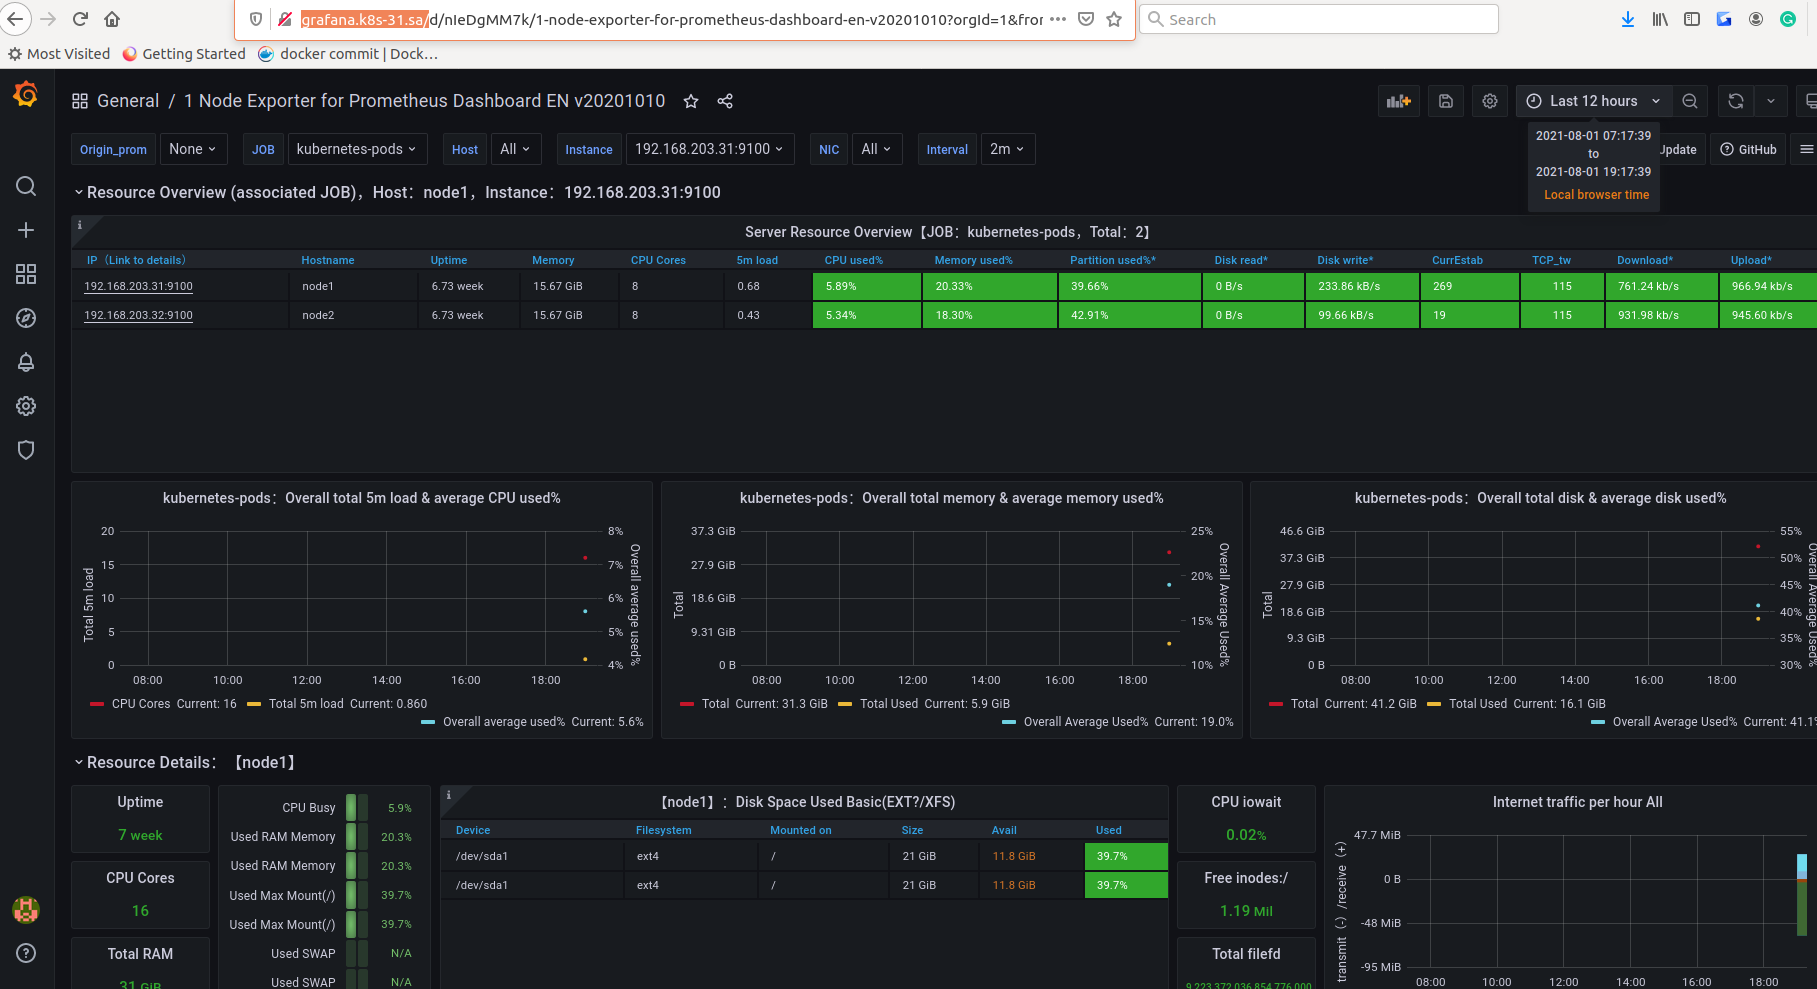 grafana.k8s-31.sa/d/nIeDgMM7k/1-node-exporter-for-prometheus-dashboard-en-v20201010?orgId=1&fror
Search
Most Visited Getting Started docker commit | Dock…
General / 1 Node Exporter for Prometheus Dashboard EN v20201010
Last 12 hours
Origin_prom None JOB kubernetes-pods Host All Instance 192.168.203.31:9100 NIC All Interval 2m Update GitHub
2021-08-01 07:17:39
to
2021-08-01 19:17:39
Local browser time
Resource Overview (associated JOB)，Host：node1，Instance：192.168.203.31:9100
Server Resource Overview【JOB：kubernetes-pods，Total：2】
IP（Link to details） Hostname Uptime Memory CPU Cores 5m load CPU used% Memory used% Partition used%* Disk read* Disk write* CurrEstab TCP_tw Download* Upload*
192.168.203.31:9100 node1 6.73 week 15.67 GiB 8 0.68 5.89% 20.33% 39.66% 0 B/s 233.86 kB/s 269 115 761.24 kb/s 966.94 kb/s
192.168.203.32:9100 node2 6.73 week 15.67 GiB 8 0.43 5.34% 18.30% 42.91% 0 B/s 99.66 kB/s 19 115 931.98 kb/s 945.60 kb/s
kubernetes-pods：Overall total 5m load & average CPU used%
20 8%
15 7%
10 6%
5 5%
0 4%
Total 5m load
Overall average used%
08:00 10:00 12:00 14:00 16:00 18:00
CPU Cores Current: 16 Total 5m load Current: 0.860
Overall average used% Current: 5.6%
kubernetes-pods：Overall total memory & average memory used%
37.3 GiB 25%
27.9 GiB 20%
18.6 GiB
9.31 GiB 15%
0 B 10%
Total
Overall Average Used%
08:00 10:00 12:00 14:00 16:00 18:00
Total Current: 31.3 GiB Total Used Current: 5.9 GiB
Overall Average Used% Current: 19.0%
kubernetes-pods：Overall total disk & average disk used%
46.6 GiB 55%
37.3 GiB 50%
27.9 GiB 45%
18.6 GiB 40%
9.3 GiB 35%
0 B 30%
Total
Overall Average Used%
08:00 10:00 12:00 14:00 16:00 18:00
Total Current: 41.2 GiB Total Used Current: 16.1 GiB
Overall Average Used% Current: 41.1%
Resource Details：【node1】
Uptime
7 week
CPU Cores
16
Total RAM
31 GiB
CPU Busy 5.9%
Used RAM Memory 20.3%
Used RAM Memory 20.3%
Used Max Mount(/) 39.7%
Used Max Mount(/) 39.7%
Used SWAP N/A
Used SWAP N/A
【node1】：Disk Space Used Basic(EXT?/XFS)
Device Filesystem Mounted on Size Avail Used
/dev/sda1 ext4 / 21 GiB 11.8 GiB 39.7%
/dev/sda1 ext4 / 21 GiB 11.8 GiB 39.7%
CPU iowait
0.02%
Free inodes:/
1.19 Mil
Total filefd
9,223,372,036,854,776,000
Internet traffic per hour All
47.7 MiB
0 B
-48 MiB
-95 MiB
transmit（-）/receive（+）
08:00 10:00 12:00 14:00 16:00 18:00